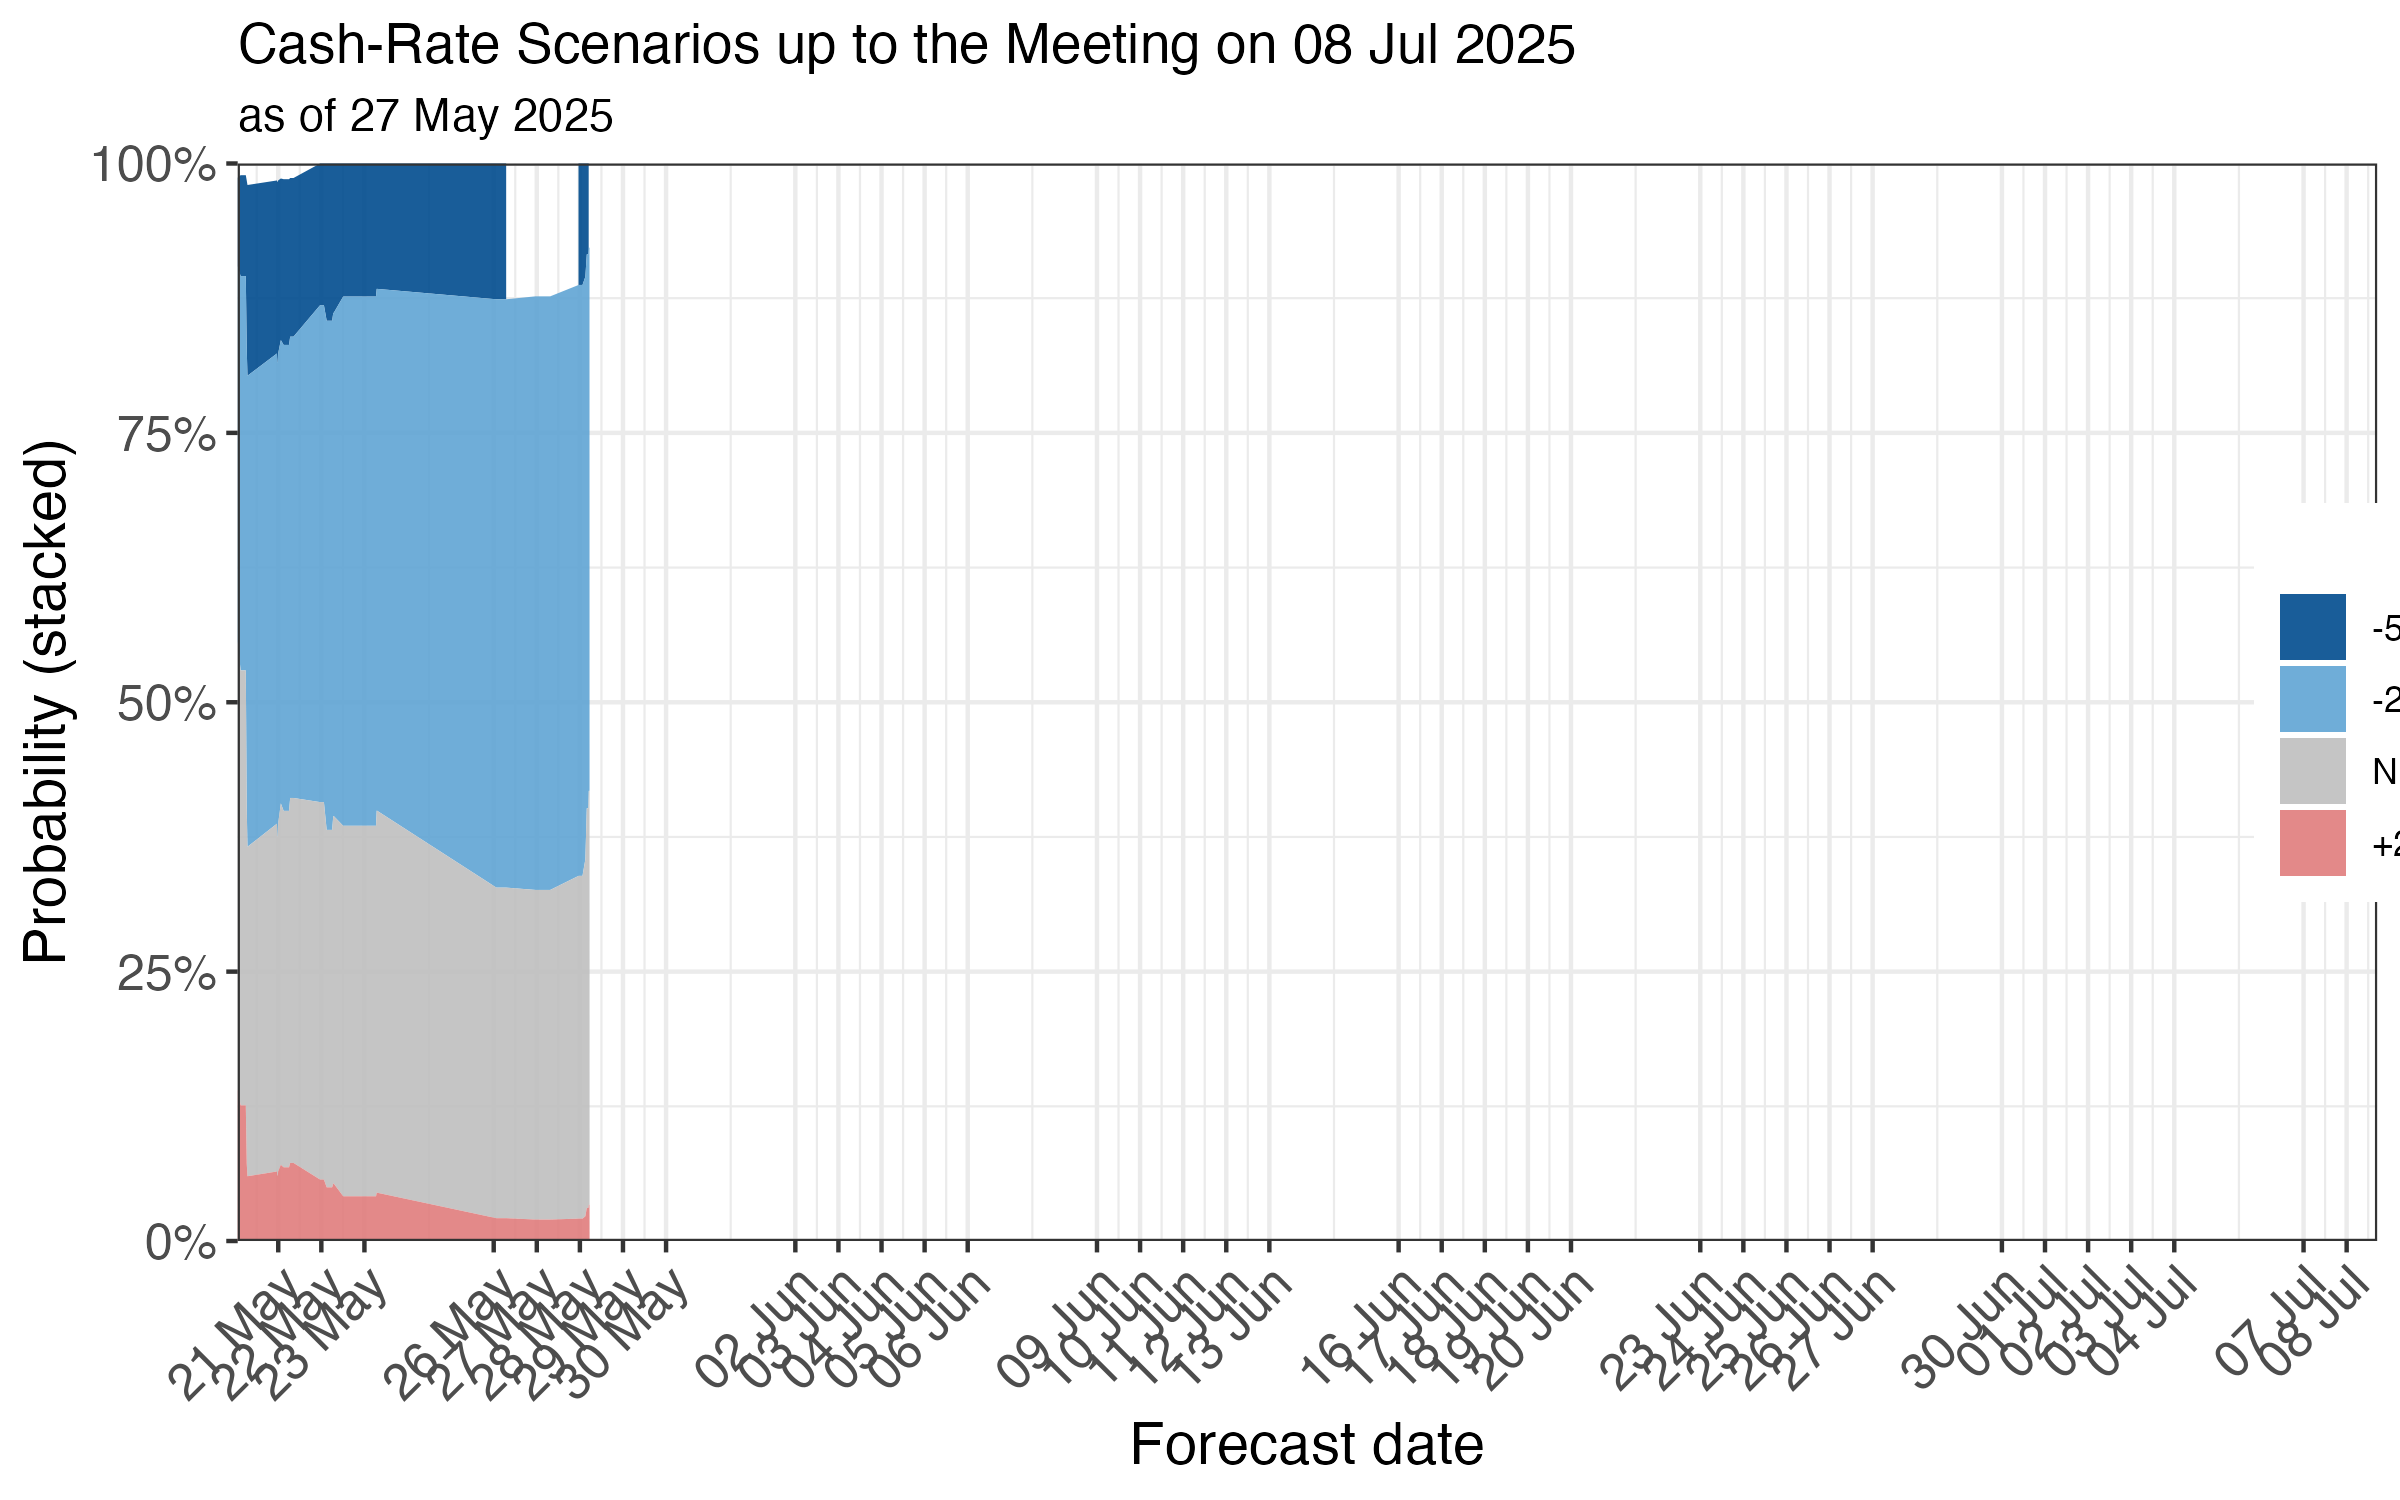 Cash-Rate Scenarios up to the Meeting on 08 Jul 2025
as of 27 May 2025
Probability (stacked)
100%
75%
50%
25%
0%
-5
-2
N
+2
21 May
22 May
23 May
26 May
27 May
28 May
29 May
30 May
02 Jun
03 Jun
04 Jun
05 Jun
06 Jun
09 Jun
10 Jun
11 Jun
12 Jun
13 Jun
16 Jun
17 Jun
18 Jun
19 Jun
20 Jun
23 Jun
24 Jun
25 Jun
26 Jun
27 Jun
30 Jun
01 Jul
02 Jul
03 Jul
04 Jul
07 Jul
08 Jul
Forecast date